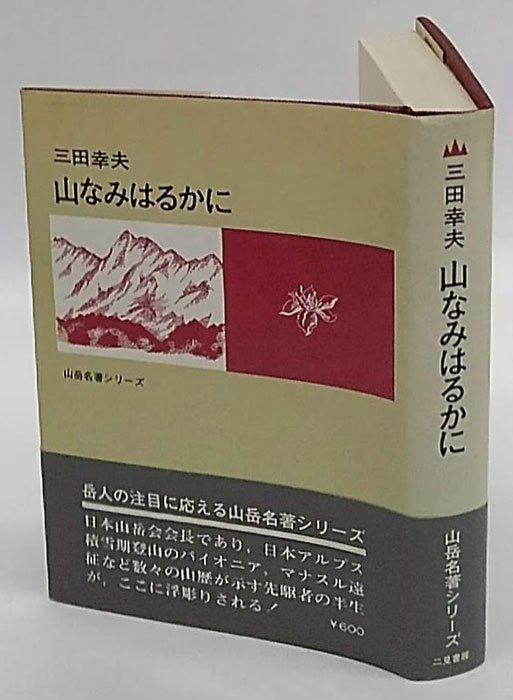 三田幸夫
山なみはるかに
山岳名著シリーズ
岳人の注目に応える山岳名著シリーズ
日本山岳会会長であり、日本アルプス
積雪期登山のパイオニア、マナスル遠
征など数々の山歴が示す先駆者の半生
が、ここに浮彫りされる!
¥600
三田幸夫
山なみはるかに
山岳名著シリーズ
二見書房